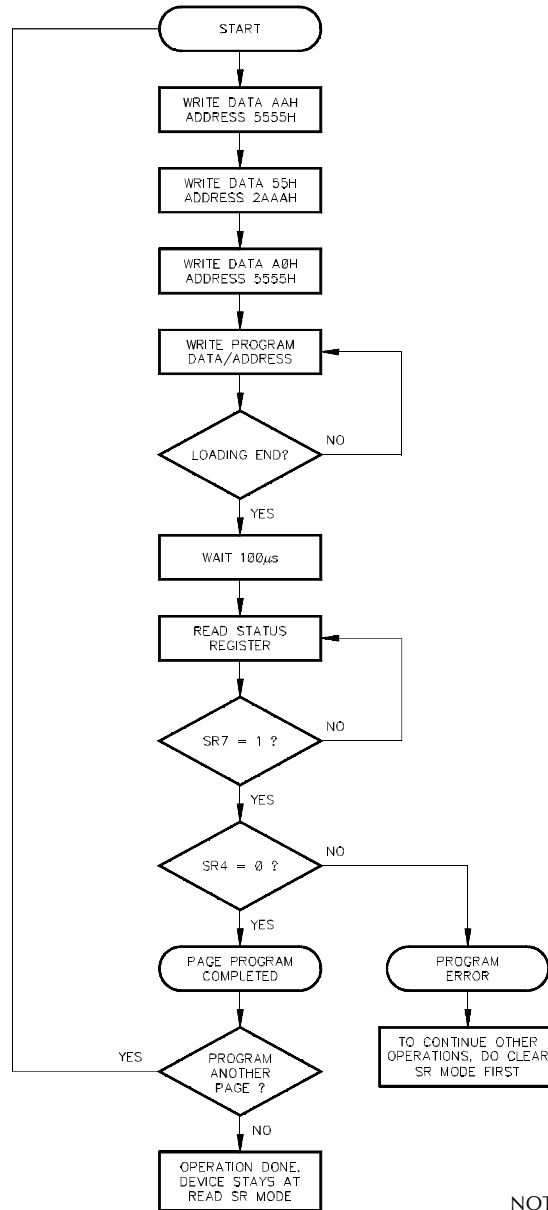 START
WRITE DATA AAH
ADDRESS 5555H
WRITE DATA 55H
ADDRESS 2AAAH
WRITE DATA A0H
ADDRESS 5555H
WRITE PROGRAM
DATA/ADDRESS
LOADING END?
NO
YES
WAIT 100µs
READ STATUS
REGISTER
SR7 = 1 ?
NO
YES
SR4 = 0 ?
NO
YES
PAGE PROGRAM
COMPLETED
PROGRAM
ERROR
TO CONTINUE OTHER
OPERATIONS, DO CLEAR
SR MODE FIRST
YES
PROGRAM
ANOTHER
PAGE ?
NO
OPERATION DONE,
DEVICE STAYS AT
READ SR MODE
NOT